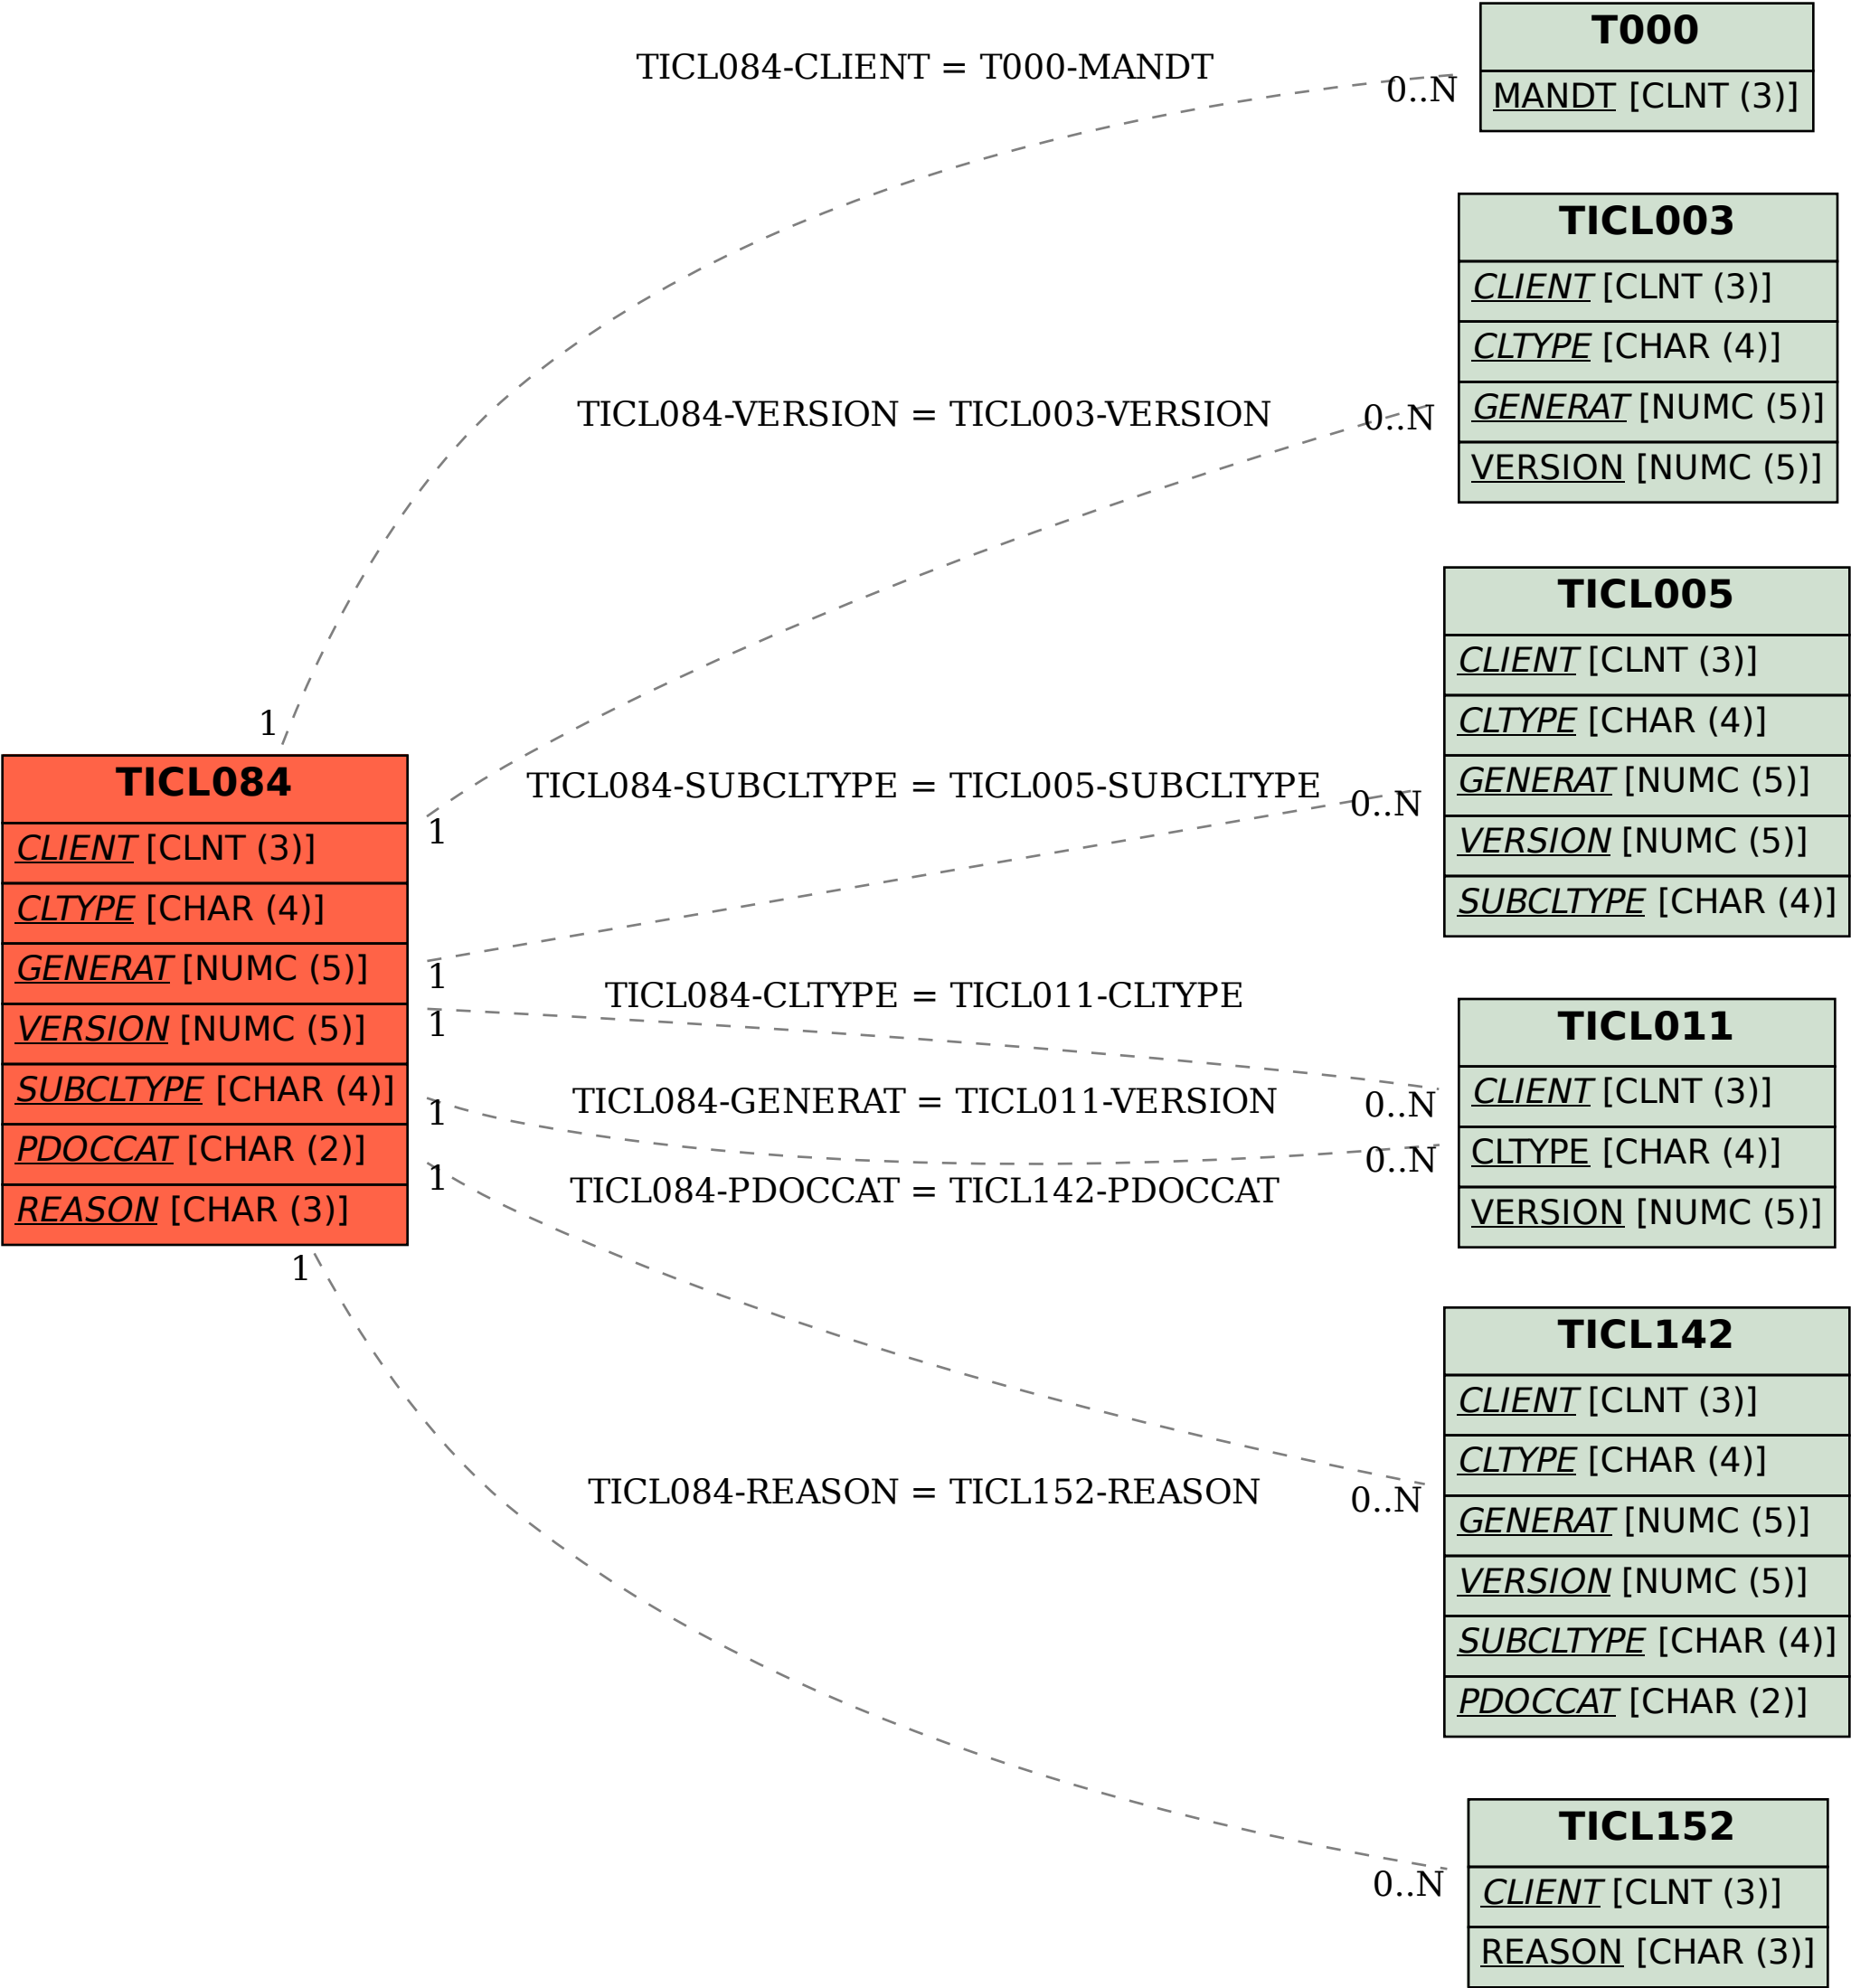 TICL084-CLIENT = T000-MANDT
0..N
1
T000
MANDT [CLNT (3)]
TICL084-VERSION = TICL003-VERSION
0..N
1
TICL003
CLIENT [CLNT (3)]
CLTYPE [CHAR (4)]
GENERAT [NUMC (5)]
VERSION [NUMC (5)]
TICL084-SUBCLTYPE = TICL005-SUBCLTYPE
0..N
1
TICL005
CLIENT [CLNT (3)]
CLTYPE [CHAR (4)]
GENERAT [NUMC (5)]
VERSION [NUMC (5)]
SUBCLTYPE [CHAR (4)]
TICL084
CLIENT [CLNT (3)]
CLTYPE [CHAR (4)]
GENERAT [NUMC (5)]
VERSION [NUMC (5)]
SUBCLTYPE [CHAR (4)]
PDOCCAT [CHAR (2)]
REASON [CHAR (3)]
TICL084-CLTYPE = TICL011-CLTYPE
1
0..N
TICL084-GENERAT = TICL011-VERSION
1
0..N
TICL011
CLIENT [CLNT (3)]
CLTYPE [CHAR (4)]
VERSION [NUMC (5)]
TICL084-PDOCCAT = TICL142-PDOCCAT
1
0..N
TICL142
CLIENT [CLNT (3)]
CLTYPE [CHAR (4)]
GENERAT [NUMC (5)]
VERSION [NUMC (5)]
SUBCLTYPE [CHAR (4)]
PDOCCAT [CHAR (2)]
TICL084-REASON = TICL152-REASON
1
0..N
TICL152
CLIENT [CLNT (3)]
REASON [CHAR (3)]